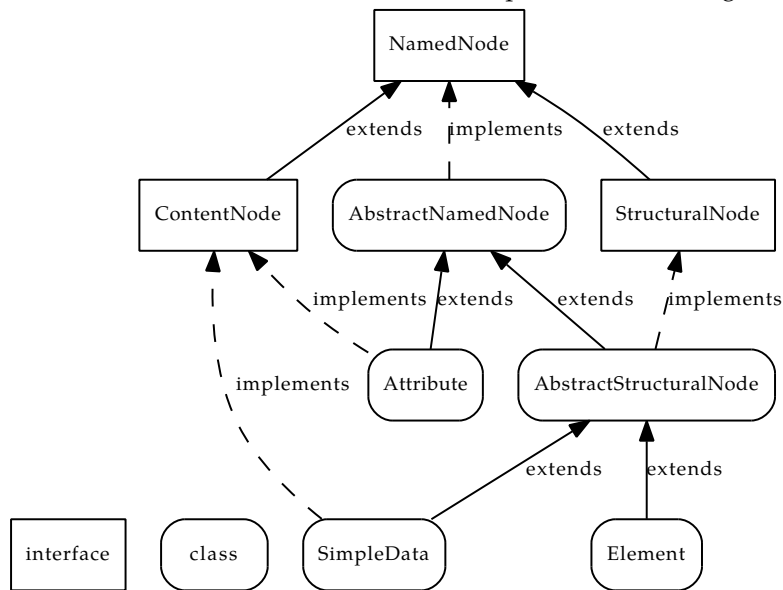 NamedNode
extends
implements
extends
ContentNode
AbstractNamedNode
StructuralNode
implements
extends
extends
implements
implements
Attribute
AbstractStructuralNode
extends
extends
interface
class
SimpleData
Element